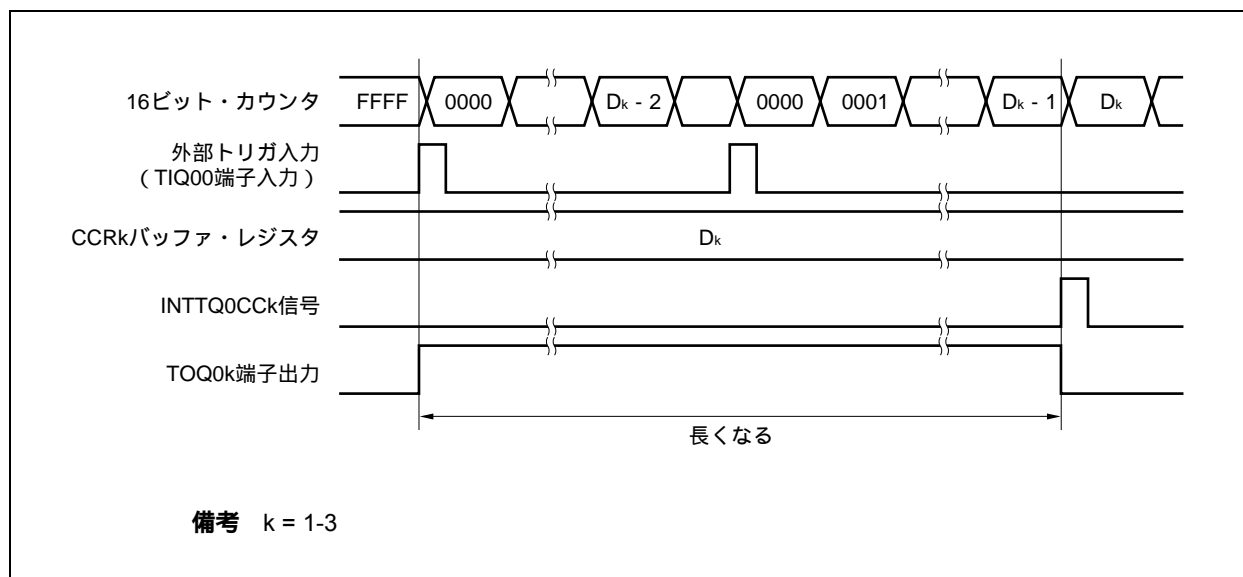 16ビット・カウンタ FFFF 0000 Dk - 2 0000 0001 Dk - 1 Dk
外部トリガ入力
（TIQ00端子入力）
CCRkバッファ・レジスタ Dk
INTTQ0CCk信号
TOQ0k端子出力
長くなる
備考 k = 1-3